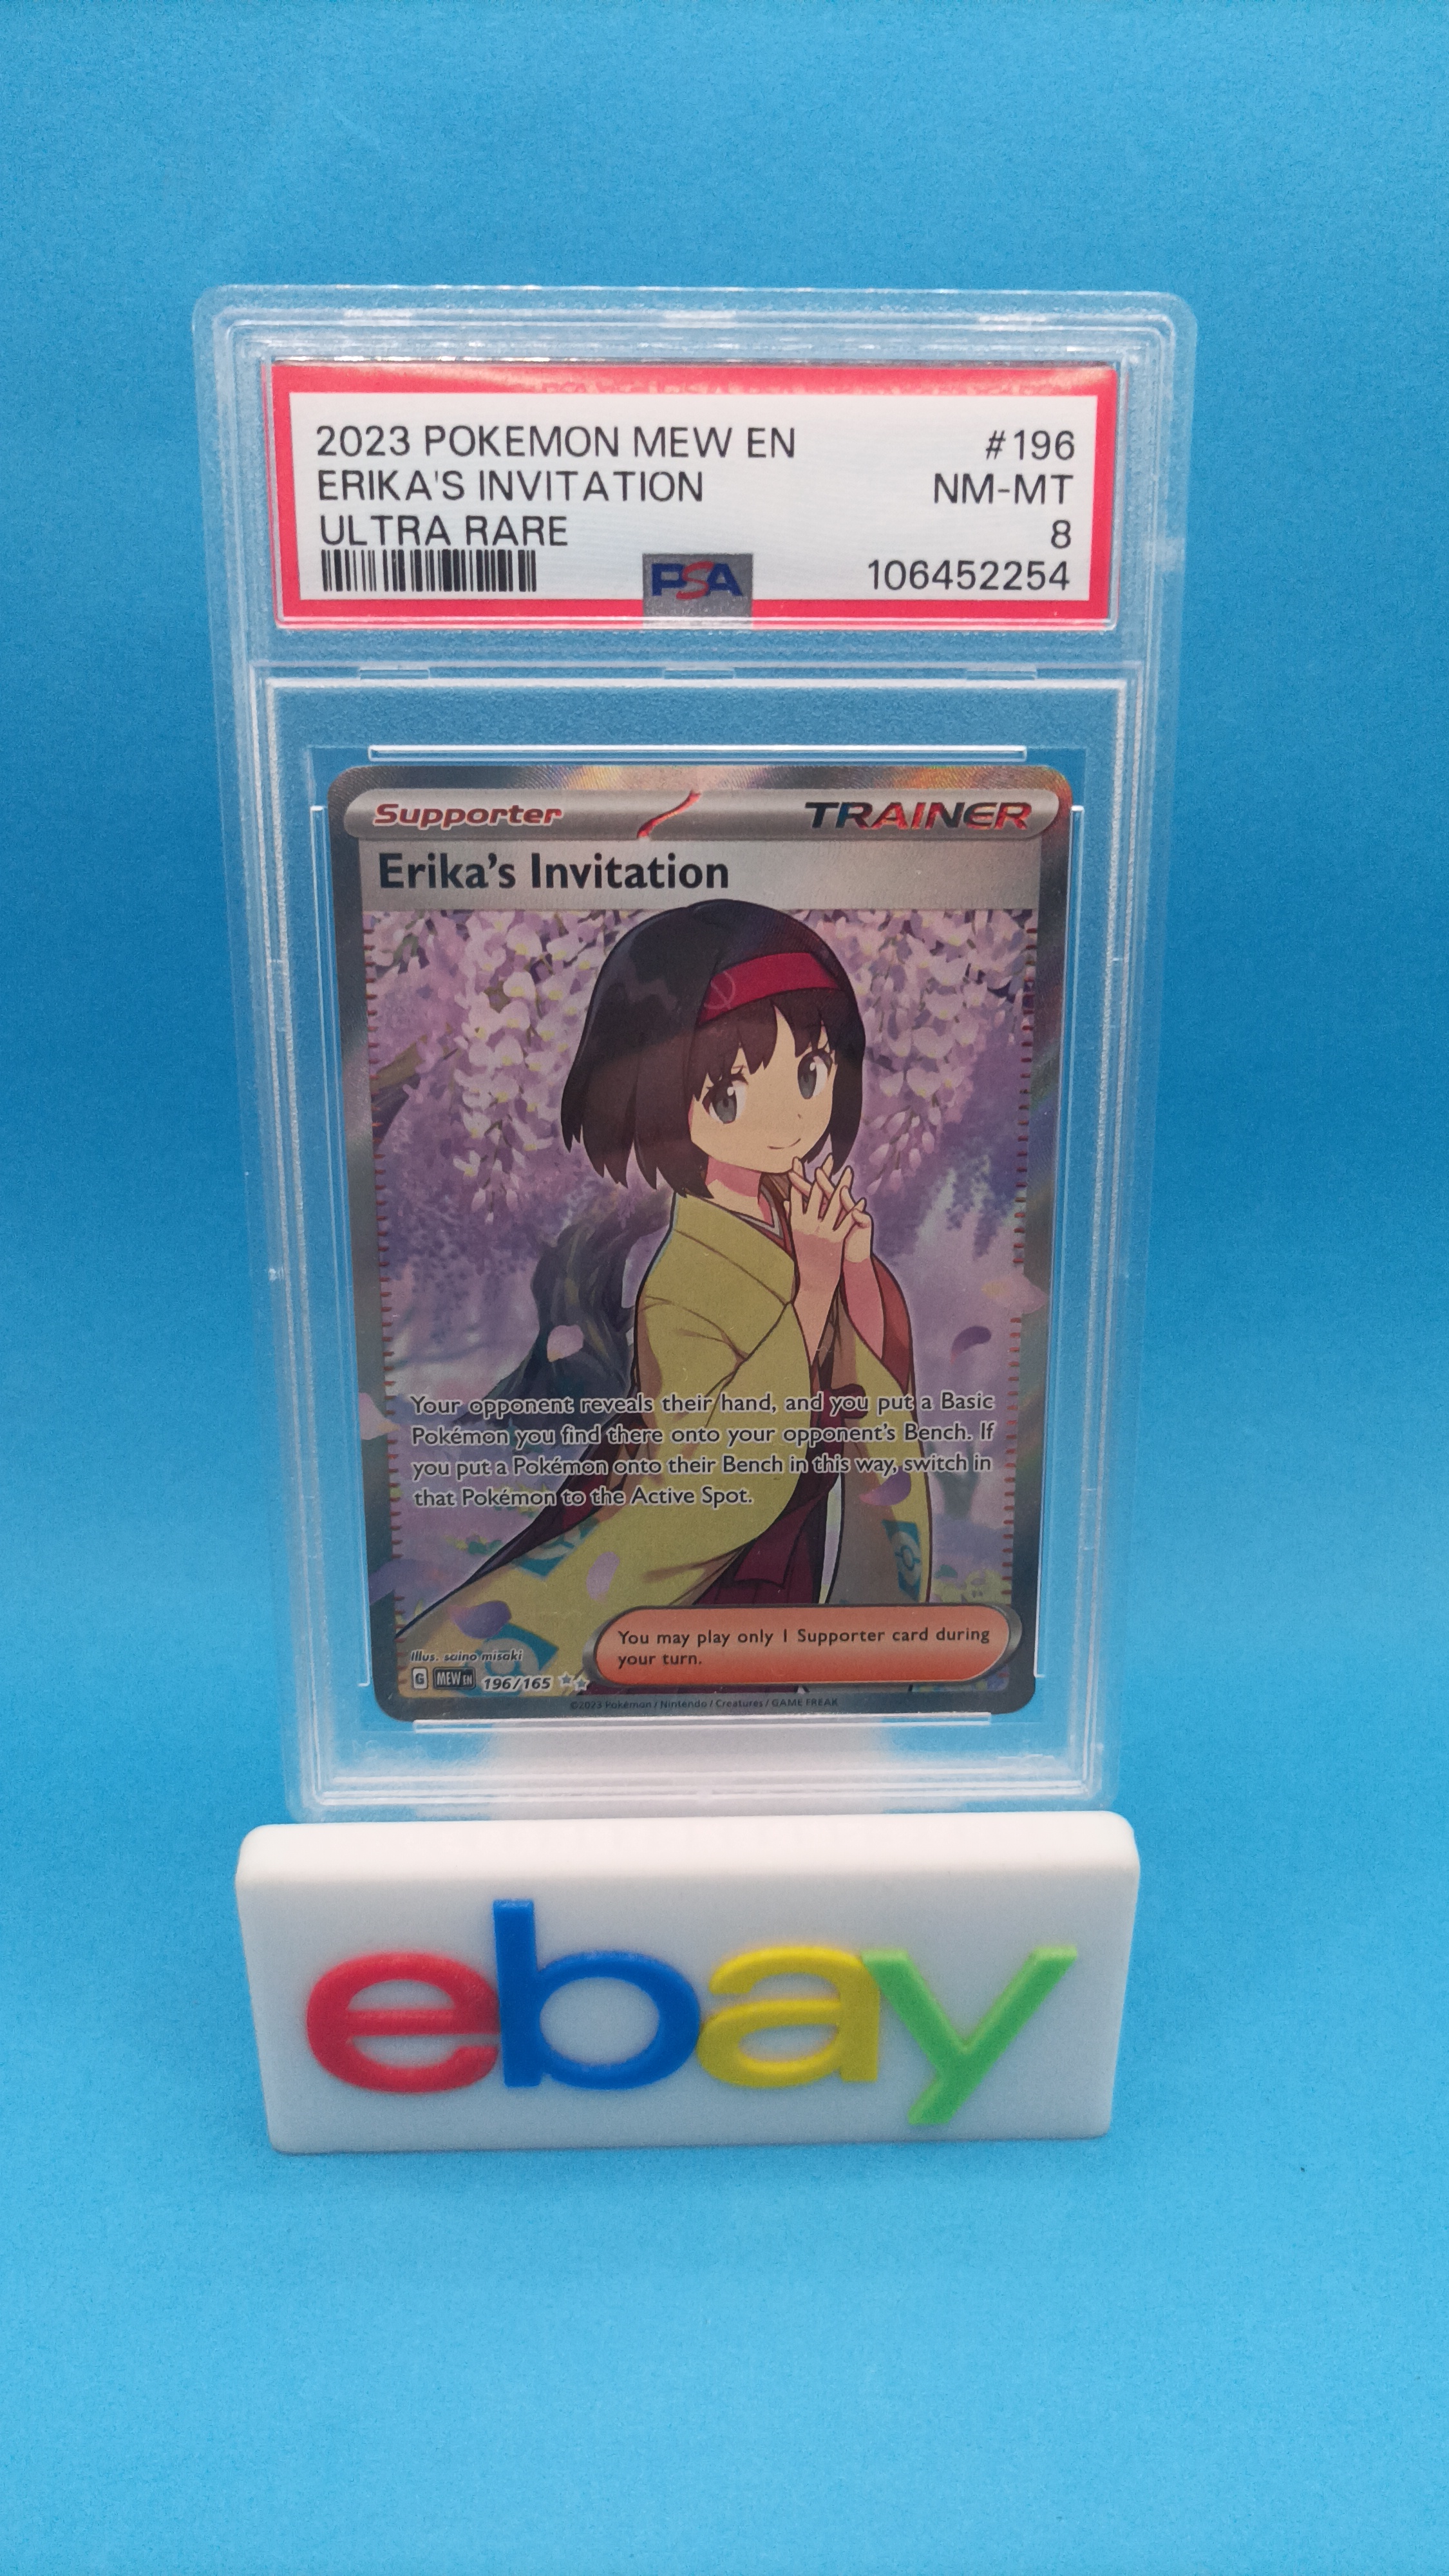 2023 POKEMON MEW EN #196
ERIKA'S INVITATION NM-MT
ULTRA RARE 8
PSA 106452254
Supporter TRAINER
Erika's Invitation
Your opponent reveals their hand, and you put a Basic
Pokémon you find there onto your opponent's Bench. If
you put a Pokémon onto their Bench in this way, switch in
that Pokémon to the Active Spot.
You may play only 1 Supporter card during
your turn.
Illus. saino misaki
G MEW EN 196/165
©2023 Pokémon / Nintendo / Creatures / GAME FREAK
ebay